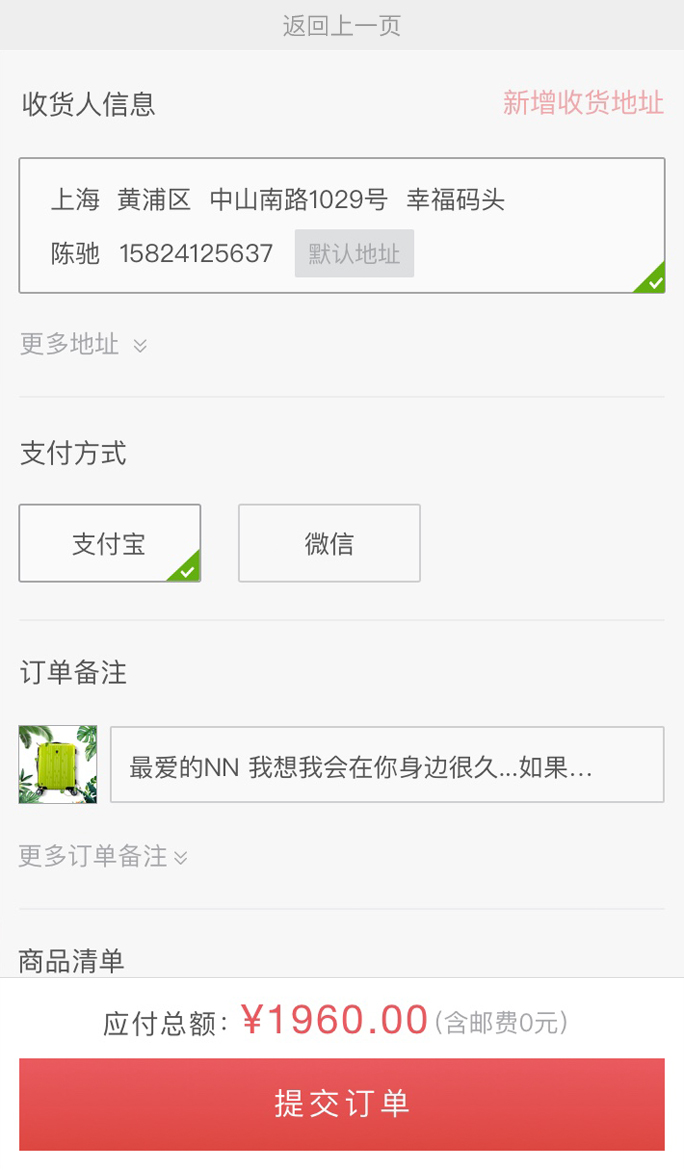 返回上一页
收货人信息 新增收货地址
上海 黄浦区 中山南路1029号 幸福码头
陈驰 15824125637 默认地址
更多地址
支付方式
支付宝 微信
订单备注
最爱的NN 我想我会在你身边很久...如果...
更多订单备注
商品清单
应付总额：¥1960.00(含邮费0元)
提交订单